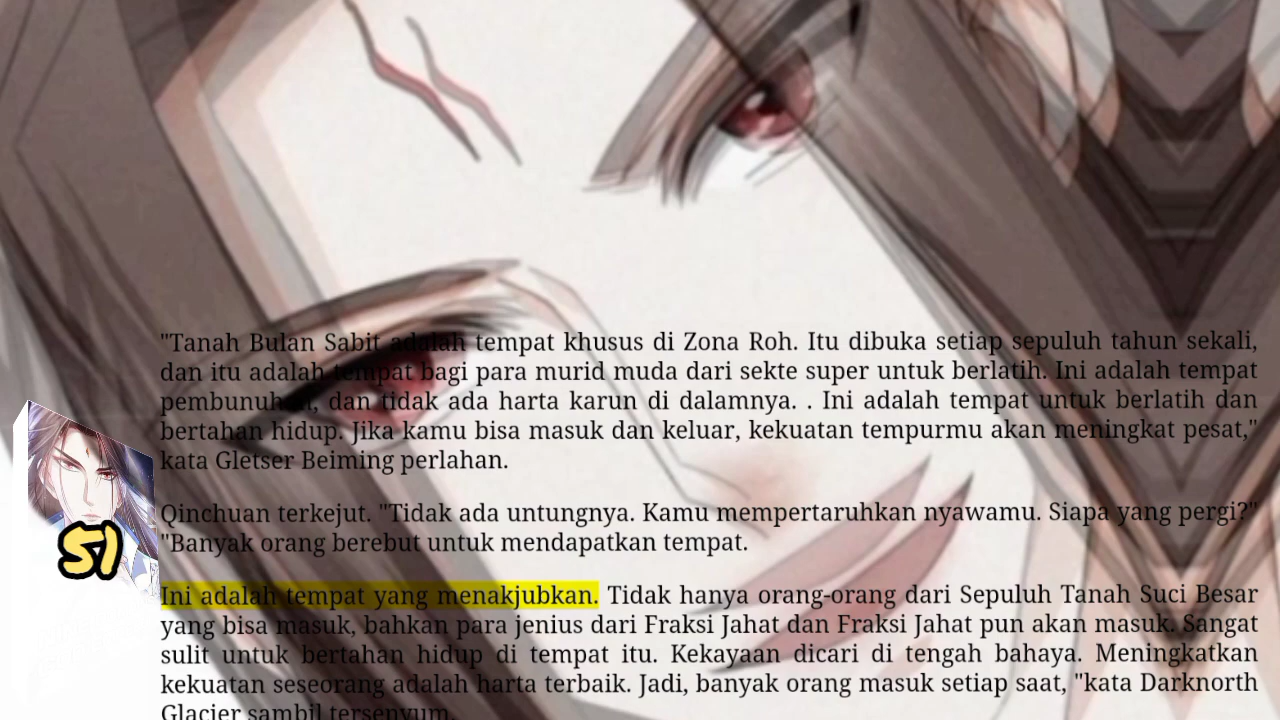 "Tanah Bulan Sabit adalah tempat khusus di Zona Roh. Itu dibuka setiap sepuluh tahun sekali,
dan itu adalah tempat bagi para murid muda dari sekte super untuk berlatih. Ini adalah tempat
dan tidak ada harta karun di dalamnya. . Ini adalah tempat untuk berlatih dan
bertahan hidup. Jika kamu bisa masuk dan keluar, kekuatan tempurmu akan meningkat pesat,"
kata Gletser Beiming perlahan.
Qinchuan terkejut. "Tidak ada untungnya. Kamu mempertaruhkan nyawamu. Siapa yang pergi?"
"Banyak orang berebut untuk mendapatkan tempat.
Ini adalah tempat yang menakjubkan. Tidak hanya orang-orang dari Sepuluh Tanah Suci Besar
yang bisa masuk, bahkan para jenius dari Fraksi Jahat dan Fraksi Jahat pun akan masuk. Sangat
sulit untuk bertahan hidup di tempat itu. Kekayaan dicari di tengah bahaya. Meningkatkan
kekuatan seseorang adalah harta terbaik. Jadi, banyak orang masuk setiap saat, "kata Darknorth
Glacier sambil tersenyum.
51